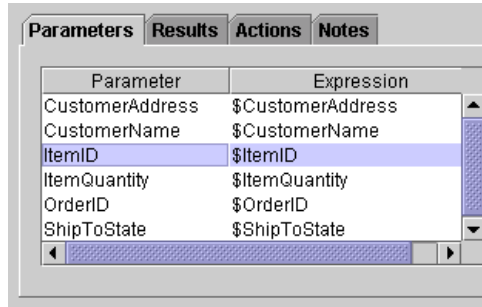 Parameters Results Actions Notes
Parameter Expression
CustomerAddress $CustomerAddress
CustomerName $CustomerName
ItemID $ItemID
ItemQuantity $ItemQuantity
OrderID $OrderID
ShipToState $ShipToState